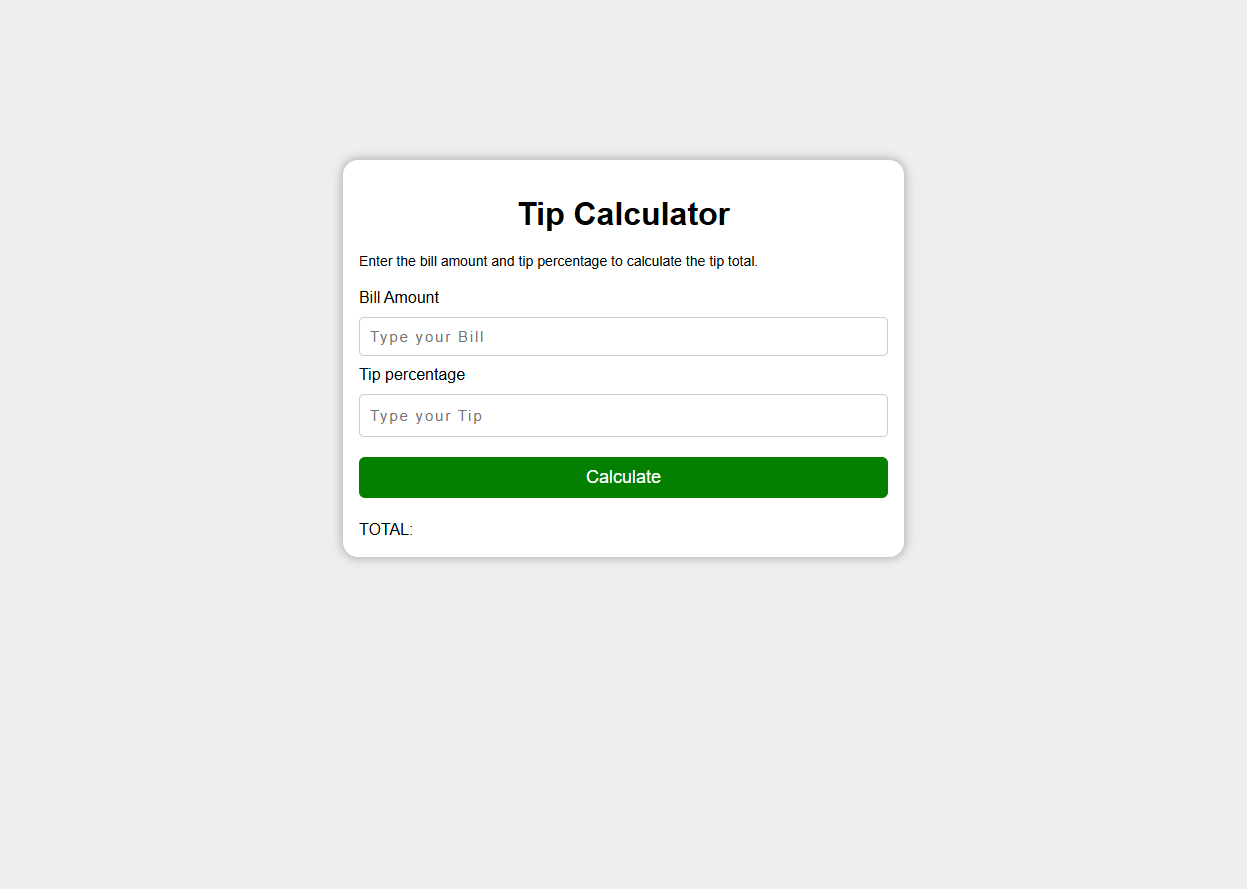 Tip Calculator
Enter the bill amount and tip percentage to calculate the tip total.
Bill Amount
Type your Bill
Tip percentage
Type your Tip
Calculate
TOTAL: